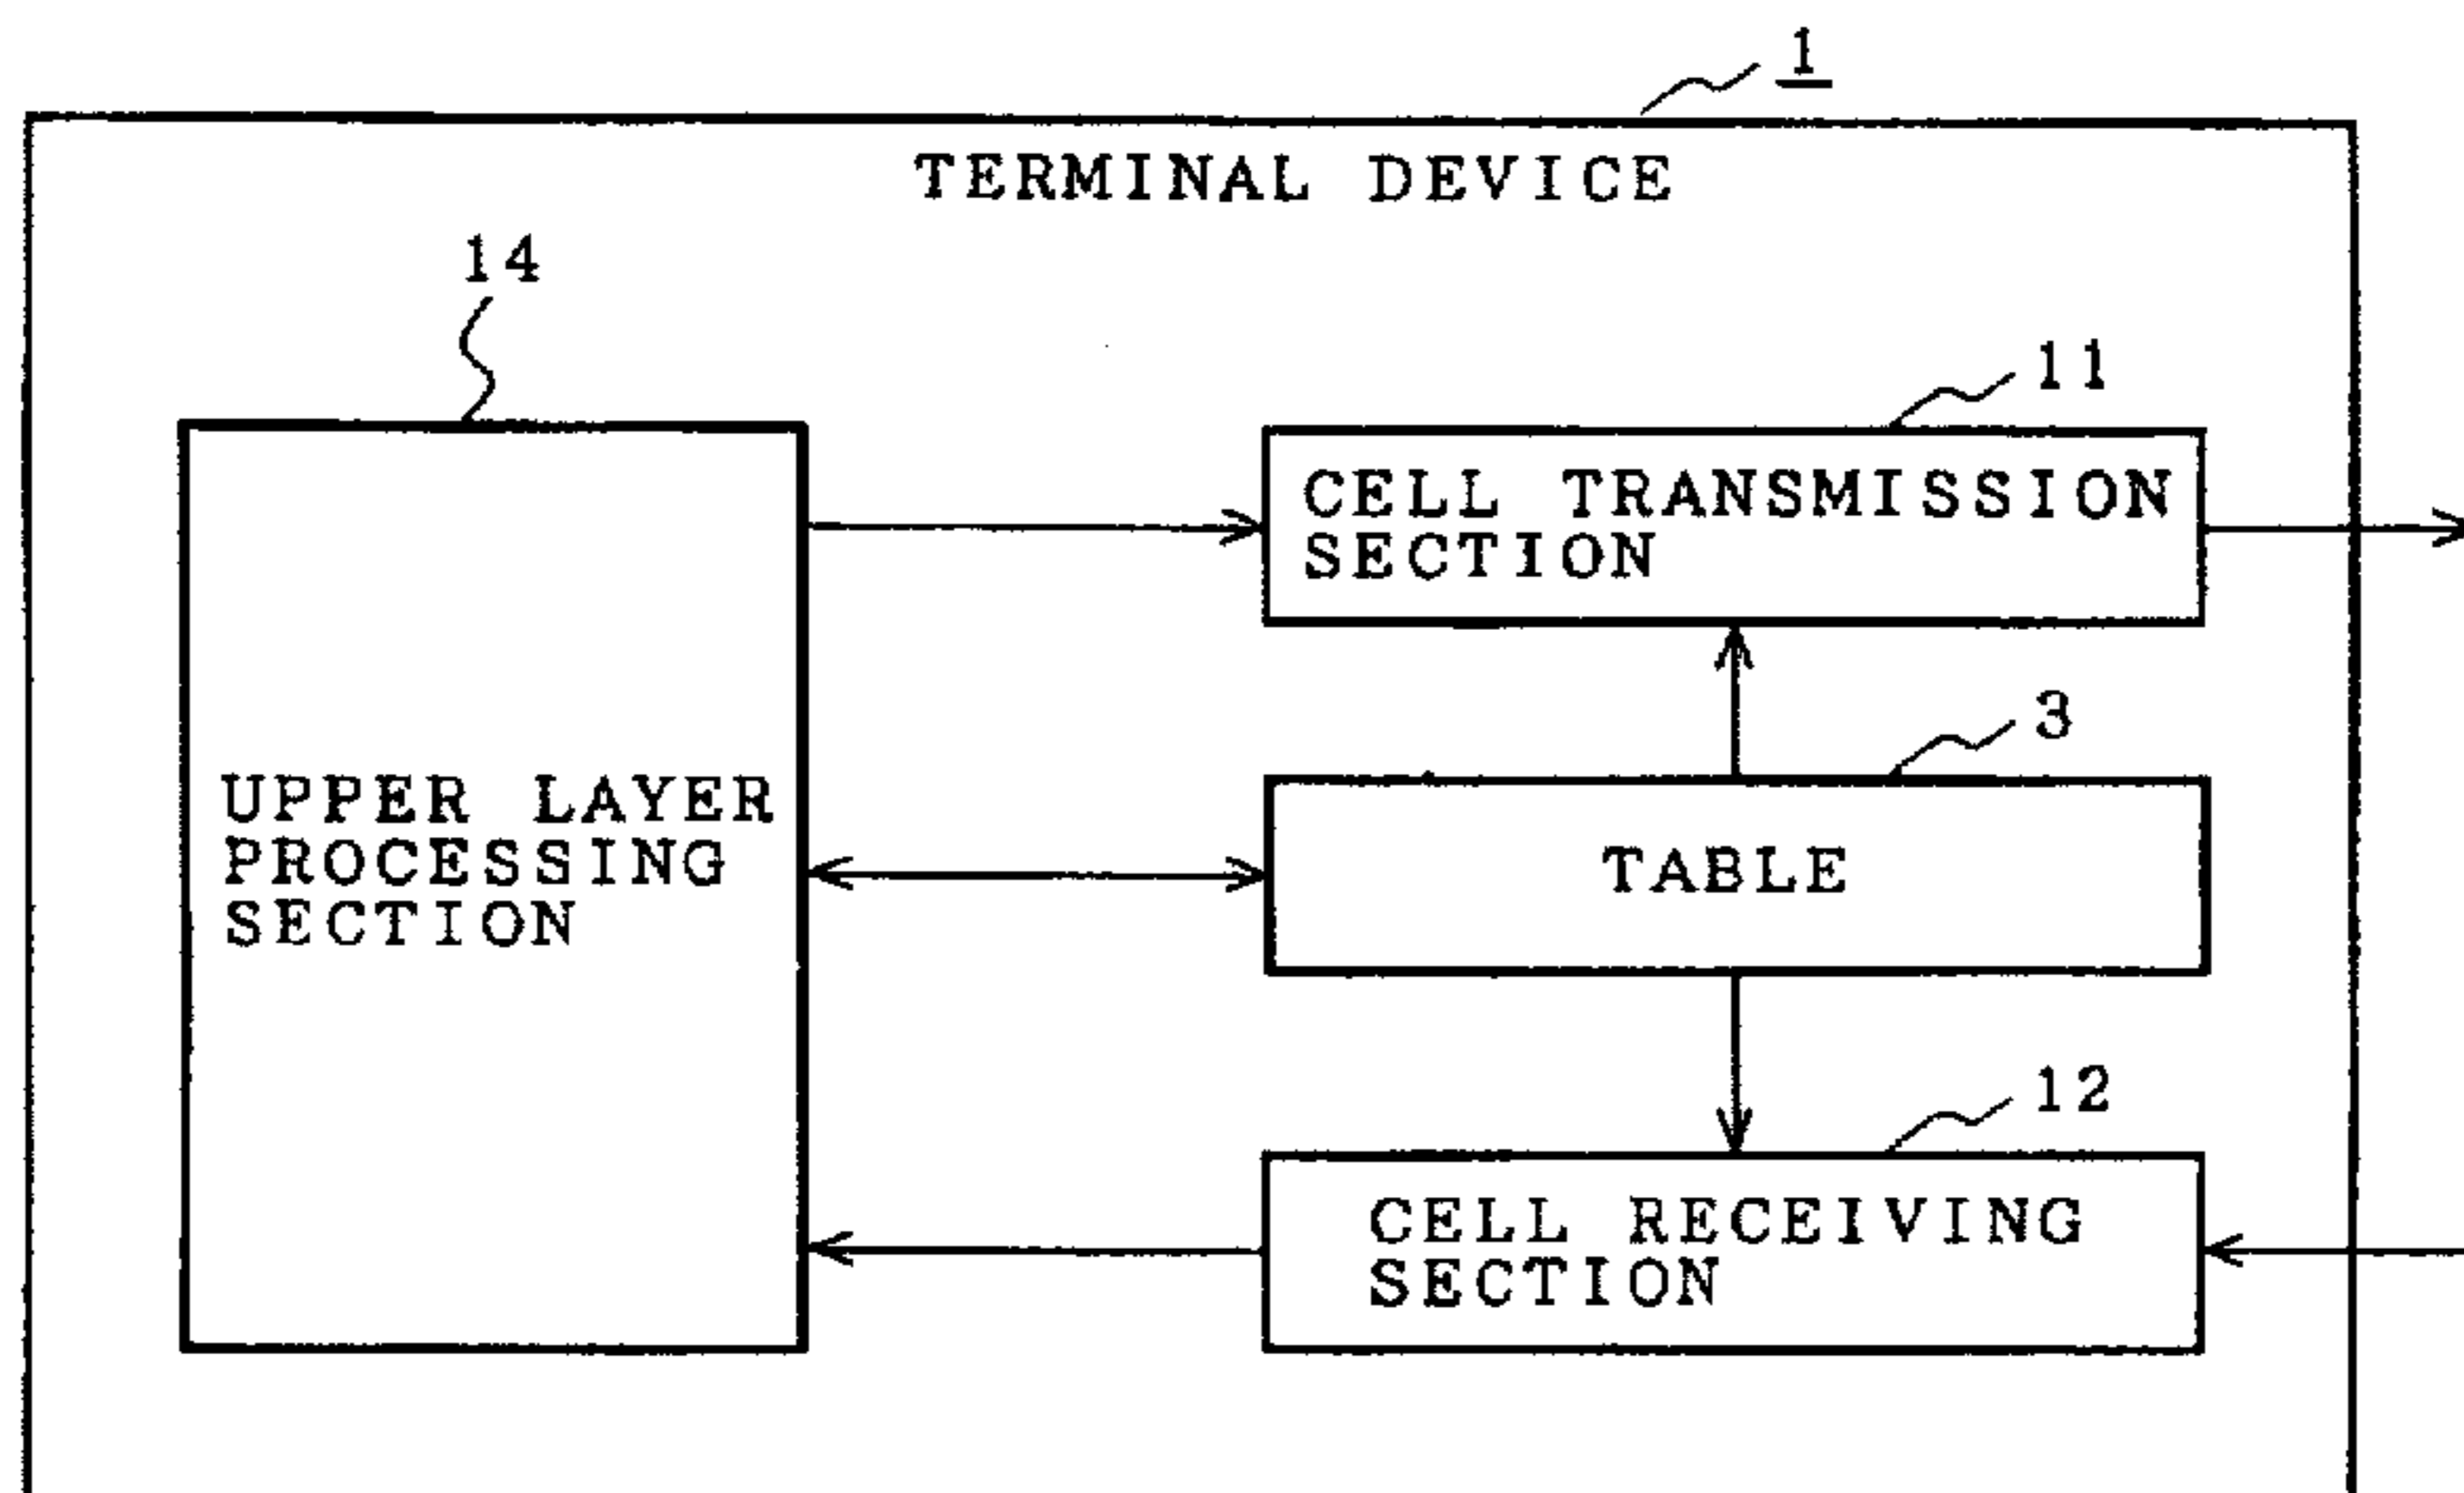 1
TERMINAL DEVICE
14
11
CELL TRANSMISSION
SECTION
3
UPPER LAYER
PROCESSING
SECTION
TABLE
12
CELL RECEIVING
SECTION